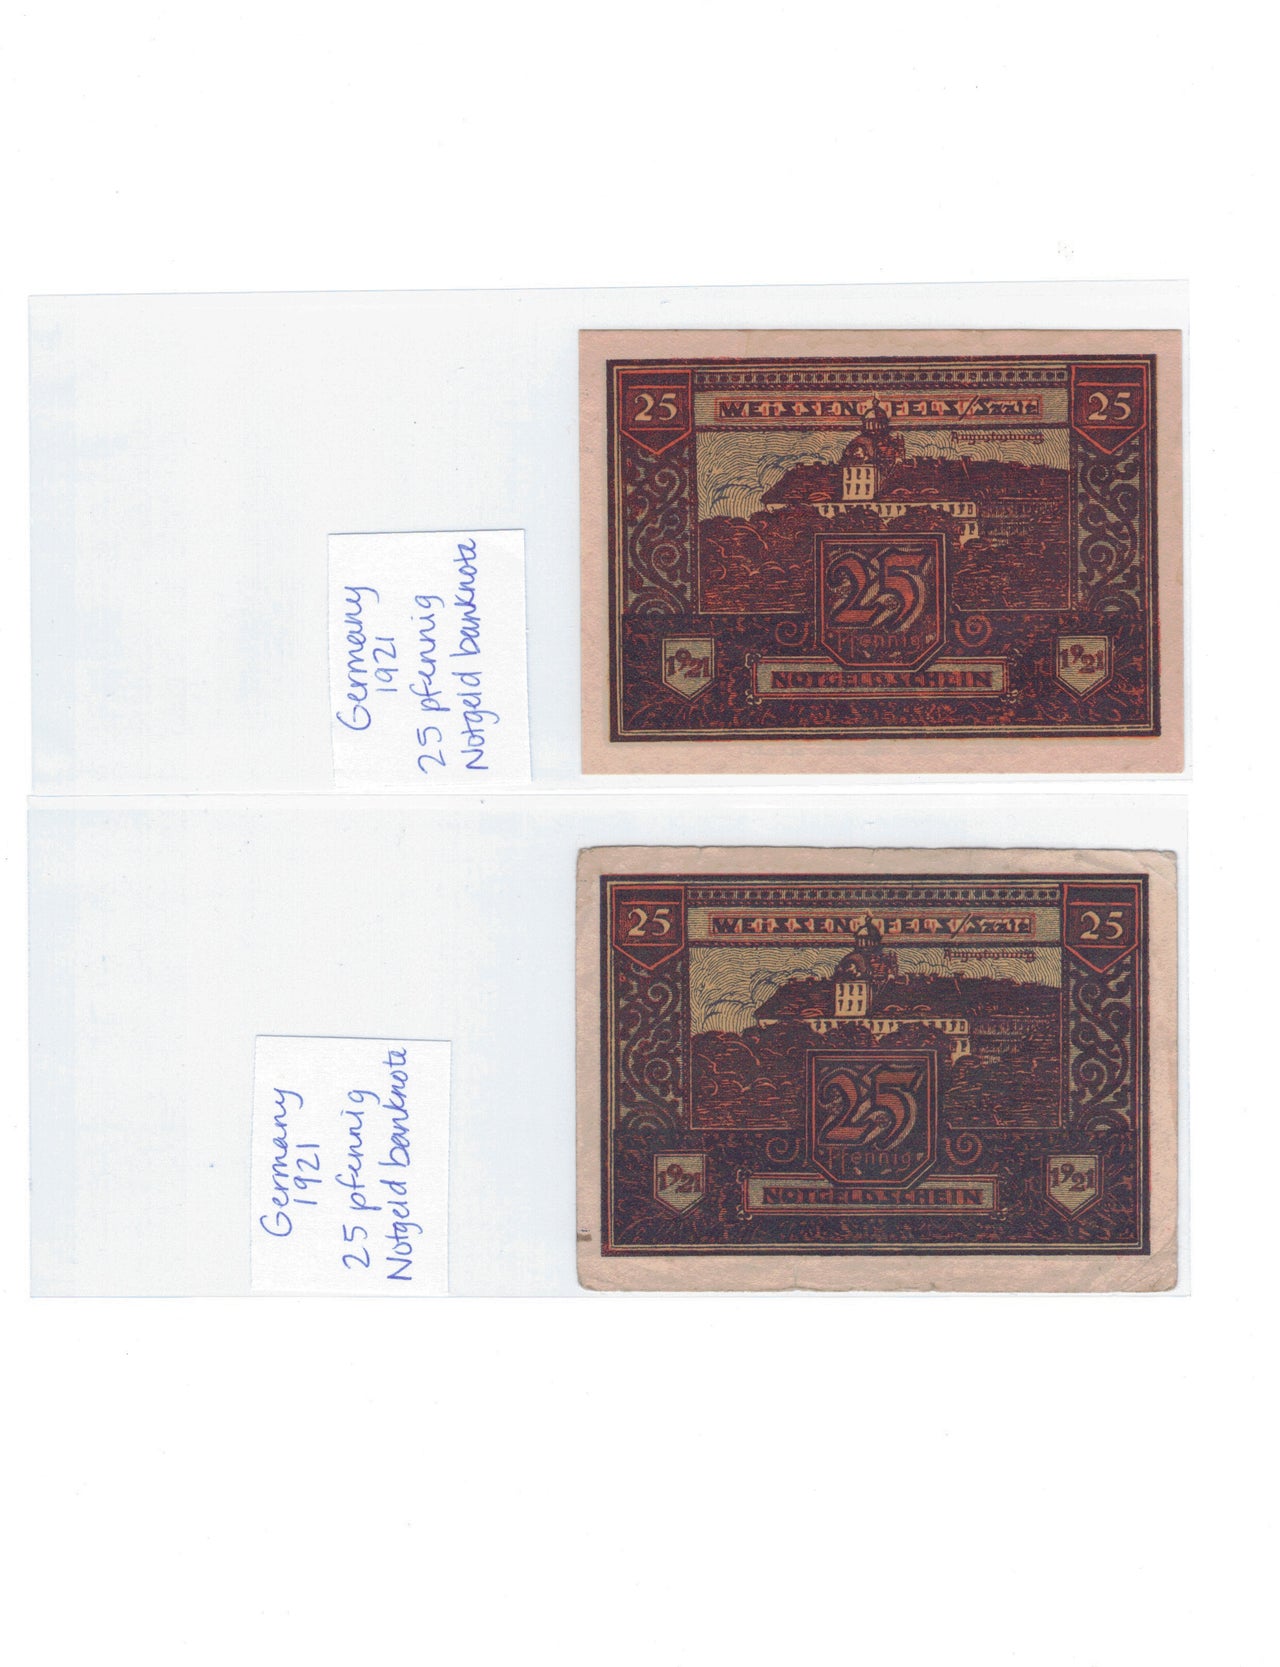 Germany
1921
25 pfennig
Notgeld banknote
25
WEISSENFELS/Saale
25
Augustusburg
25
Pfennig
1921
1921
NOTGELDSCHEIN
Germany
1921
25 pfennig
Notgeld banknote
25
WEISSENFELS/Saale
25
Augustusburg
25
Pfennig
1921
1921
NOTGELDSCHEIN